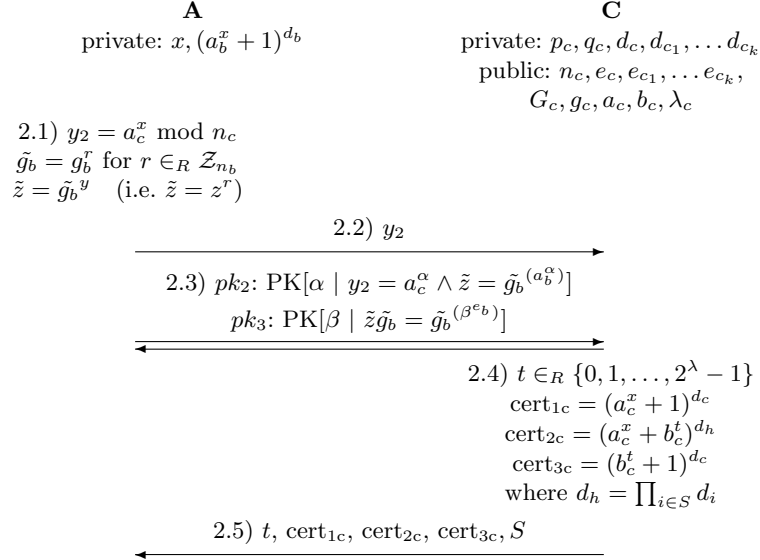 A C
private: x, (a_b^x + 1)^{d_b} private: p_c, q_c, d_c, d_{c_1}, … d_{c_k}
public: n_c, e_c, e_{c_1}, … e_{c_k},
G_c, g_c, a_c, b_c, λ_c
2.1) y_2 = a_c^x mod n_c
g̃_b = g_b^r for r ∈_R Z_{n_b}
z̃ = g̃_b^y (i.e. z̃ = z^r)
2.2) y_2
2.3) pk_2: PK[α | y_2 = a_c^α ∧ z̃ = g̃_b^{(a_b^α)}]
pk_3: PK[β | z̃g̃_b = g̃_b^{(β^{e_b})}]
2.4) t ∈_R {0, 1, …, 2^λ − 1}
cert_{1c} = (a_c^x + 1)^{d_c}
cert_{2c} = (a_c^x + b_c^t)^{d_h}
cert_{3c} = (b_c^t + 1)^{d_c}
where d_h = ∏_{i∈S} d_i
2.5) t, cert_{1c}, cert_{2c}, cert_{3c}, S